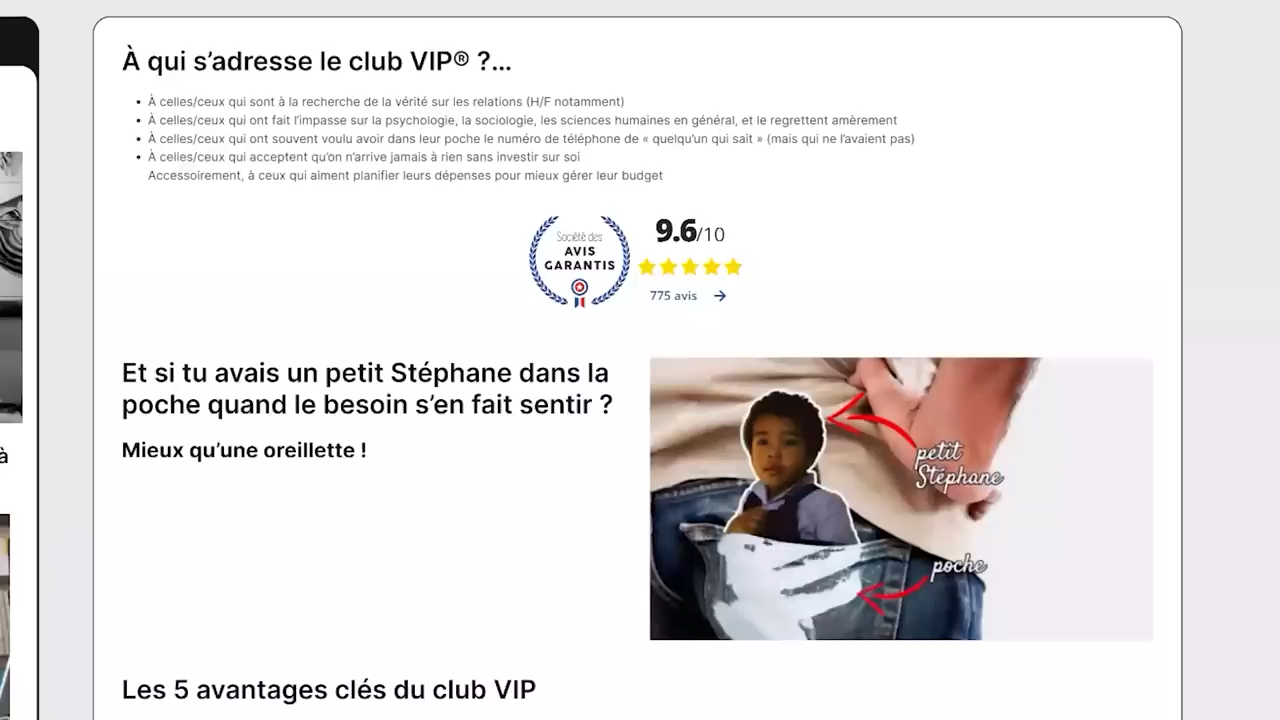 À qui s’adresse le club VIP® ?...
• À celles/ceux qui sont à la recherche de la vérité sur les relations (H/F notamment)
• À celles/ceux qui ont fait l’impasse sur la psychologie, la sociologie, les sciences humaines en général, et le regrettent amèrement
• À celles/ceux qui ont souvent voulu avoir dans leur poche le numéro de téléphone de « quelqu’un qui sait » (mais qui ne l’avaient pas)
• À celles/ceux qui acceptent qu’on n’arrive jamais à rien sans investir sur soi
Accessoirement, à ceux qui aiment planifier leurs dépenses pour mieux gérer leur budget
Société des
AVIS
GARANTIS
9.6/10
775 avis →
Et si tu avais un petit Stéphane dans la
poche quand le besoin s’en fait sentir ?
Mieux qu’une oreillette !
petit
Stéphane
poche
à
Les 5 avantages clés du club VIP